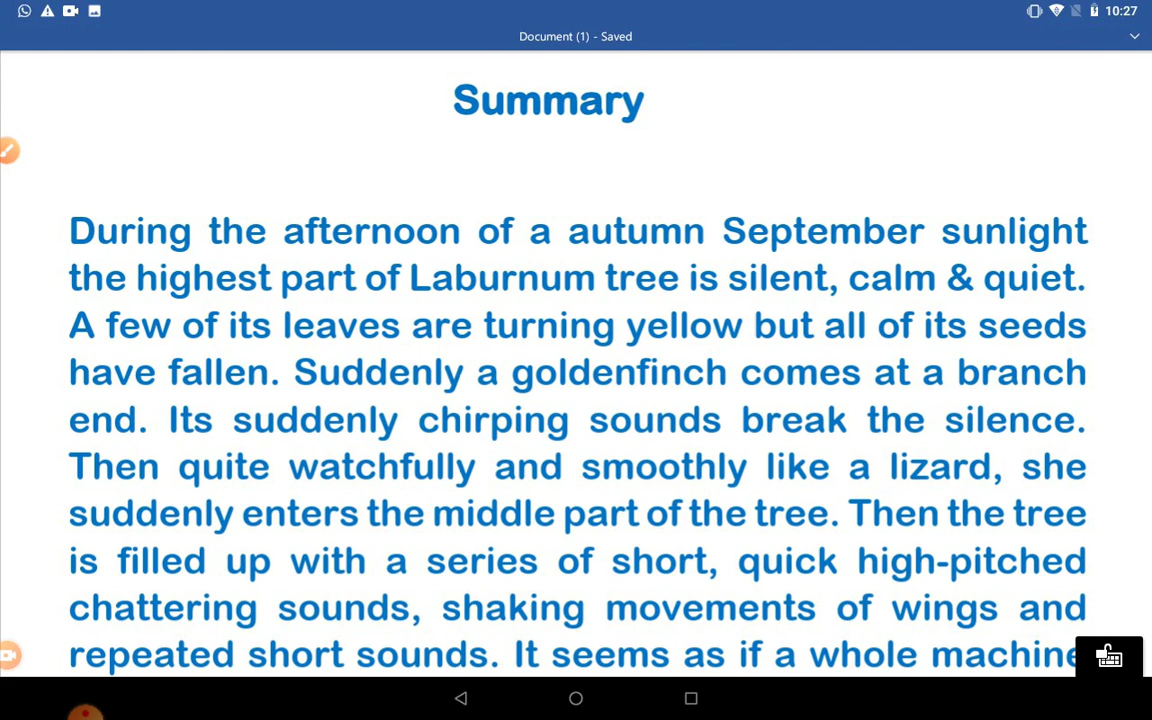 10:27
Document (1) - Saved
Summary
During the afternoon of a autumn September sunlight
the highest part of Laburnum tree is silent, calm & quiet.
A few of its leaves are turning yellow but all of its seeds
have fallen. Suddenly a goldenfinch comes at a branch
end. Its suddenly chirping sounds break the silence.
Then quite watchfully and smoothly like a lizard, she
suddenly enters the middle part of the tree. Then the tree
is filled up with a series of short, quick high-pitched
chattering sounds, shaking movements of wings and
repeated short sounds. It seems as if a whole machine